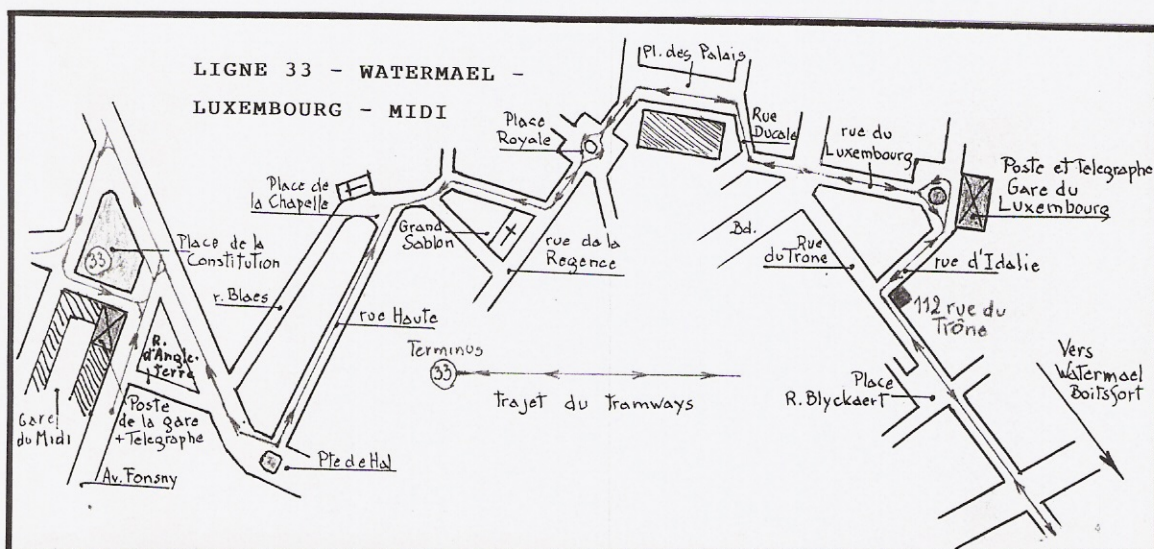 LIGNE 33 - WATERMAEL -
LUXEMBOURG - MIDI
Pl. des Palais
Place
Royale
Rue
Ducale
rue du
Luxembourg
Poste et Telegraphe
Gare du
Luxembourg
Place de
la Chapelle
Grand
Sablon
rue da la
Regence
Bd.
Rue
du Trone
rue d'Idalie
112 rue du
Trône
Place de la
Constitution
33
r. Blaes
rue Haute
Terminus
33
trajet du tramways
Place
R. Blyckaert
Vers
Watermael
Boitsfort
R.
d'Angle.
terre
Gare
du Midi
Poste
de la gare
+ Telegraphe
Pte de Hal
Av. Fonsny